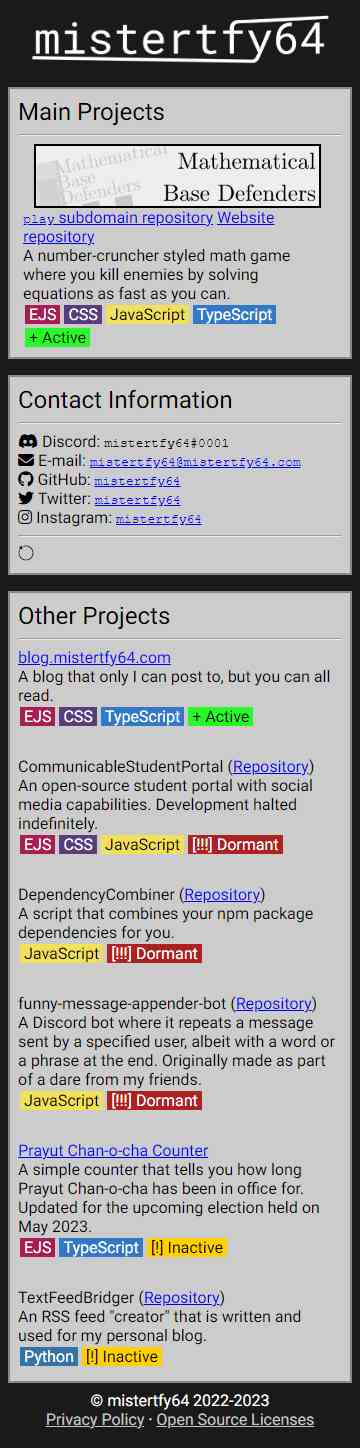 mistertfy64
Main Projects
Mathematical
Base
Defenders
Mathematical
Base Defenders
play subdomain repository Website
repository
A number-cruncher styled math game
where you kill enemies by solving
equations as fast as you can.
EJS CSS JavaScript TypeScript
+ Active
Contact Information
Discord: mistertfy64#0001
E-mail: mistertfy64@mistertfy64.com
GitHub: mistertfy64
Twitter: mistertfy64
Instagram: mistertfy64
Other Projects
blog.mistertfy64.com
A blog that only I can post to, but you can all
read.
EJS CSS TypeScript + Active
CommunicableStudentPortal (Repository)
An open-source student portal with social
media capabilities. Development halted
indefinitely.
EJS CSS JavaScript [!!!] Dormant
DependencyCombiner (Repository)
A script that combines your npm package
dependencies for you.
JavaScript [!!!] Dormant
funny-message-appender-bot (Repository)
A Discord bot where it repeats a message
sent by a specified user, albeit with a word or
a phrase at the end. Originally made as part
of a dare from my friends.
JavaScript [!!!] Dormant
Prayut Chan-o-cha Counter
A simple counter that tells you how long
Prayut Chan-o-cha has been in office for.
Updated for the upcoming election held on
May 2023.
EJS TypeScript [!] Inactive
TextFeedBridger (Repository)
An RSS feed "creator" that is written and
used for my personal blog.
Python [!] Inactive
© mistertfy64 2022-2023
Privacy Policy · Open Source Licenses